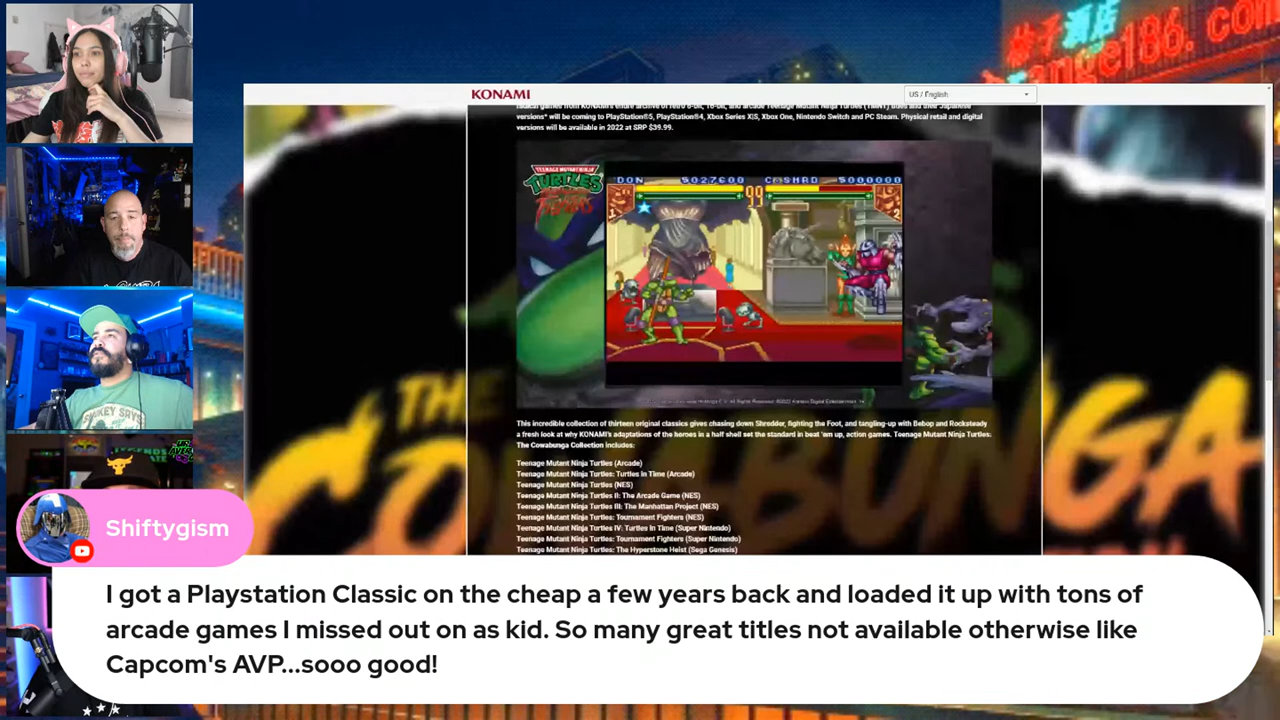 KONAMI
US / English
versions* will be coming to PlayStation®5, PlayStation®4, Xbox Series X|S, Xbox One, Nintendo Switch and PC Steam. Physical retail and digital
versions will be available in 2022 at SRP $39.99.
TEENAGE MUTANT NINJA
TURTLES
DON 5027600 99 CPSHRD 5000000
This incredible collection of thirteen original classics gives chasing down Shredder, fighting the Foot, and tangling-up with Bebop and Rocksteady
a fresh look at why KONAMI's adaptations of the heroes in a half shell set the standard in beat 'em up, action games. Teenage Mutant Ninja Turtles:
The Cowabunga Collection includes:
Teenage Mutant Ninja Turtles (Arcade)
Teenage Mutant Ninja Turtles: Turtles in Time (Arcade)
Teenage Mutant Ninja Turtles (NES)
Teenage Mutant Ninja Turtles II: The Arcade Game (NES)
Teenage Mutant Ninja Turtles III: The Manhattan Project (NES)
Teenage Mutant Ninja Turtles: Tournament Fighters (NES)
Teenage Mutant Ninja Turtles IV: Turtles In Time (Super Nintendo)
Teenage Mutant Ninja Turtles: Tournament Fighters (Super Nintendo)
Teenage Mutant Ninja Turtles: The Hyperstone Heist (Sega Genesis)
THE
Shiftygism
I got a Playstation Classic on the cheap a few years back and loaded it up with tons of
arcade games I missed out on as kid. So many great titles not available otherwise like
Capcom's AVP...sooo good!